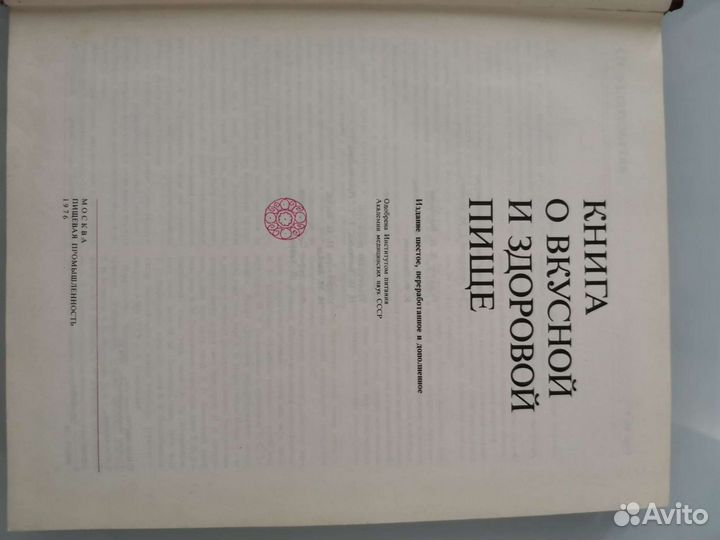 КНИГА
О ВКУСНОЙ
И ЗДОРОВОЙ
ПИЩЕ
Издание шестое, переработанное и дополненное
Одобрена Институтом питания
Академии медицинских наук СССР
МОСКВА
ПИЩЕВАЯ ПРОМЫШЛЕННОСТЬ
1976
Avito